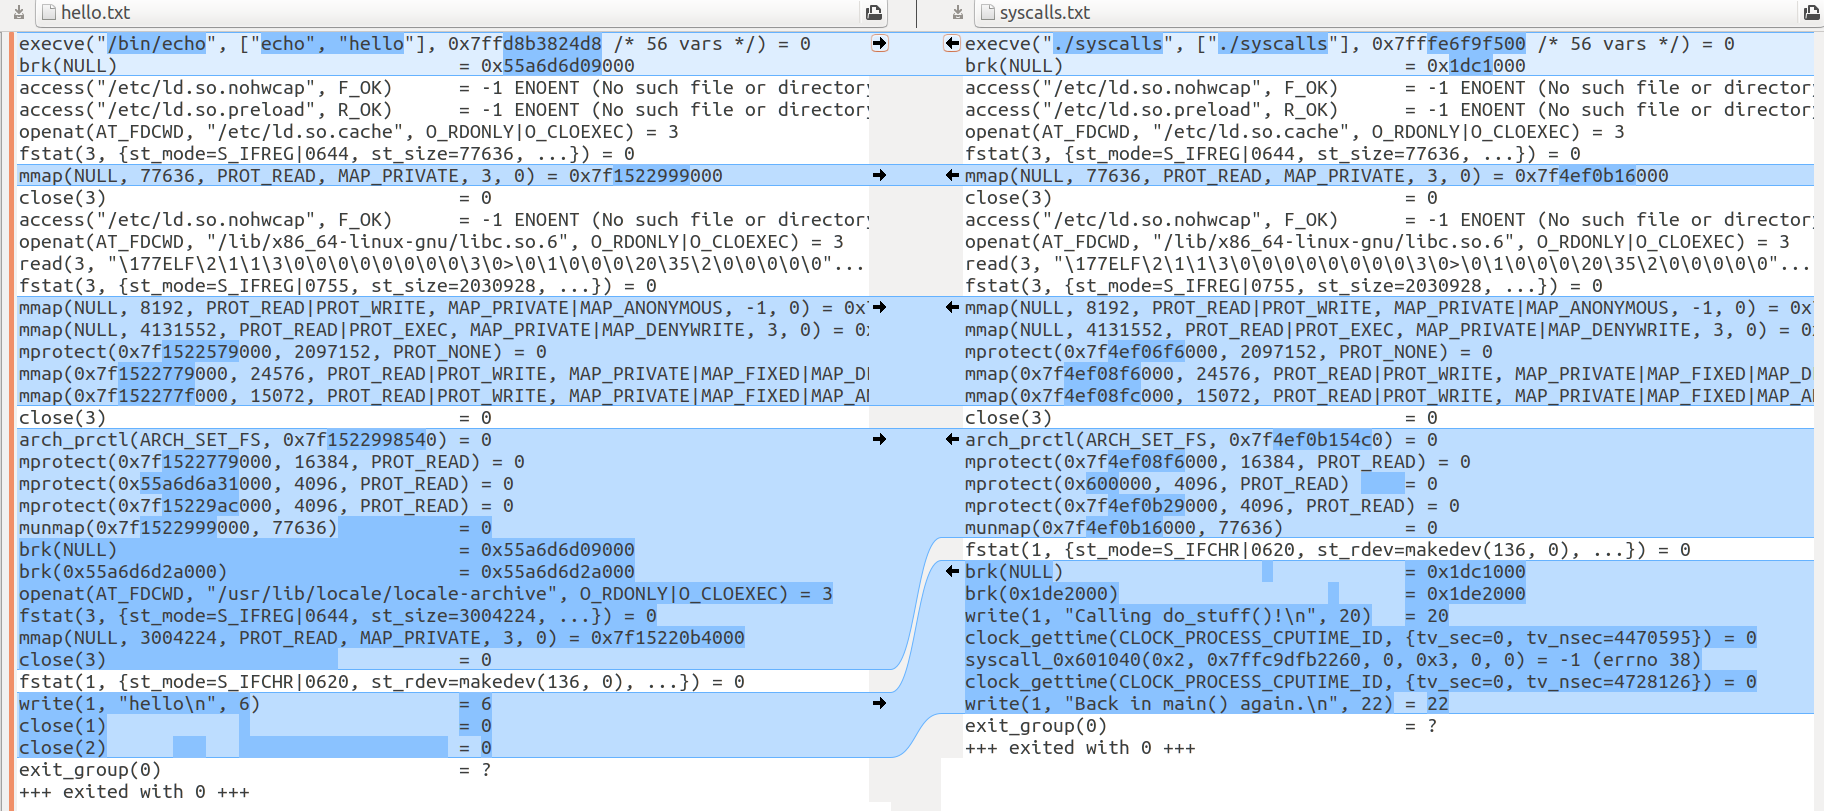 hello.txt
execve("/bin/echo", ["echo", "hello"], 0x7ffd8b3824d8 /* 56 vars */) = 0
brk(NULL)                               = 0x55a6d6d09000
access("/etc/ld.so.nohwcap", F_OK)      = -1 ENOENT (No such file or directory
access("/etc/ld.so.preload", R_OK)      = -1 ENOENT (No such file or directory
openat(AT_FDCWD, "/etc/ld.so.cache", O_RDONLY|O_CLOEXEC) = 3
fstat(3, {st_mode=S_IFREG|0644, st_size=77636, ...}) = 0
mmap(NULL, 77636, PROT_READ, MAP_PRIVATE, 3, 0) = 0x7f1522999000
close(3)                                = 0
access("/etc/ld.so.nohwcap", F_OK)      = -1 ENOENT (No such file or directory
openat(AT_FDCWD, "/lib/x86_64-linux-gnu/libc.so.6", O_RDONLY|O_CLOEXEC) = 3
read(3, "\177ELF\2\1\1\3\0\0\0\0\0\0\0\0\3\0>\0\1\0\0\0\20\35\2\0\0\0\0\0"...
fstat(3, {st_mode=S_IFREG|0755, st_size=2030928, ...}) = 0
mmap(NULL, 8192, PROT_READ|PROT_WRITE, MAP_PRIVATE|MAP_ANONYMOUS, -1, 0) = 0x
mmap(NULL, 4131552, PROT_READ|PROT_EXEC, MAP_PRIVATE|MAP_DENYWRITE, 3, 0) = 0x
mprotect(0x7f1522579000, 2097152, PROT_NONE) = 0
mmap(0x7f1522779000, 24576, PROT_READ|PROT_WRITE, MAP_PRIVATE|MAP_FIXED|MAP_D
mmap(0x7f152277f000, 15072, PROT_READ|PROT_WRITE, MAP_PRIVATE|MAP_FIXED|MAP_A
close(3)                                = 0
arch_prctl(ARCH_SET_FS, 0x7f1522998540) = 0
mprotect(0x7f1522779000, 16384, PROT_READ) = 0
mprotect(0x55a6d6a31000, 4096, PROT_READ) = 0
mprotect(0x7f15229ac000, 4096, PROT_READ) = 0
munmap(0x7f1522999000, 77636)           = 0
brk(NULL)                               = 0x55a6d6d09000
brk(0x55a6d6d2a000)                     = 0x55a6d6d2a000
openat(AT_FDCWD, "/usr/lib/locale/locale-archive", O_RDONLY|O_CLOEXEC) = 3
fstat(3, {st_mode=S_IFREG|0644, st_size=3004224, ...}) = 0
mmap(NULL, 3004224, PROT_READ, MAP_PRIVATE, 3, 0) = 0x7f15220b4000
close(3)                                = 0
fstat(1, {st_mode=S_IFCHR|0620, st_rdev=makedev(136, 0), ...}) = 0
write(1, "hello\n", 6)                  = 6
close(1)                                = 0
close(2)                                = 0
exit_group(0)                           = ?
+++ exited with 0 +++
syscalls.txt
execve("./syscalls", ["./syscalls"], 0x7fffe6f9f500 /* 56 vars */) = 0
brk(NULL)                               = 0x1dc1000
access("/etc/ld.so.nohwcap", F_OK)      = -1 ENOENT (No such file or director
access("/etc/ld.so.preload", R_OK)      = -1 ENOENT (No such file or director
openat(AT_FDCWD, "/etc/ld.so.cache", O_RDONLY|O_CLOEXEC) = 3
fstat(3, {st_mode=S_IFREG|0644, st_size=77636, ...}) = 0
mmap(NULL, 77636, PROT_READ, MAP_PRIVATE, 3, 0) = 0x7f4ef0b16000
close(3)                                = 0
access("/etc/ld.so.nohwcap", F_OK)      = -1 ENOENT (No such file or director
openat(AT_FDCWD, "/lib/x86_64-linux-gnu/libc.so.6", O_RDONLY|O_CLOEXEC) = 3
read(3, "\177ELF\2\1\1\3\0\0\0\0\0\0\0\0\3\0>\0\1\0\0\0\20\35\2\0\0\0\0\0"...
fstat(3, {st_mode=S_IFREG|0755, st_size=2030928, ...}) = 0
mmap(NULL, 8192, PROT_READ|PROT_WRITE, MAP_PRIVATE|MAP_ANONYMOUS, -1, 0) = 0x
mmap(NULL, 4131552, PROT_READ|PROT_EXEC, MAP_PRIVATE|MAP_DENYWRITE, 3, 0) = 0
mprotect(0x7f4ef06f6000, 2097152, PROT_NONE) = 0
mmap(0x7f4ef08f6000, 24576, PROT_READ|PROT_WRITE, MAP_PRIVATE|MAP_FIXED|MAP_D
mmap(0x7f4ef08fc000, 15072, PROT_READ|PROT_WRITE, MAP_PRIVATE|MAP_FIXED|MAP_A
close(3)                                = 0
arch_prctl(ARCH_SET_FS, 0x7f4ef0b154c0) = 0
mprotect(0x7f4ef08f6000, 16384, PROT_READ) = 0
mprotect(0x600000, 4096, PROT_READ)     = 0
mprotect(0x7f4ef0b29000, 4096, PROT_READ) = 0
munmap(0x7f4ef0b16000, 77636)           = 0
fstat(1, {st_mode=S_IFCHR|0620, st_rdev=makedev(136, 0), ...}) = 0
brk(NULL)                               = 0x1dc1000
brk(0x1de2000)                          = 0x1de2000
write(1, "Calling do_stuff()!\n", 20)   = 20
clock_gettime(CLOCK_PROCESS_CPUTIME_ID, {tv_sec=0, tv_nsec=4470595}) = 0
syscall_0x601040(0x2, 0x7ffc9dfb2260, 0, 0x3, 0, 0) = -1 (errno 38)
clock_gettime(CLOCK_PROCESS_CPUTIME_ID, {tv_sec=0, tv_nsec=4728126}) = 0
write(1, "Back in main() again.\n", 22) = 22
exit_group(0)                           = ?
+++ exited with 0 +++